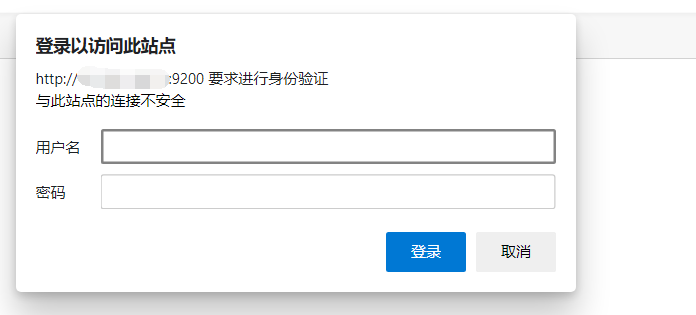 登录以访问此站点
http:// :9200 要求进行身份验证
与此站点的连接不安全
用户名
密码
登录 取消